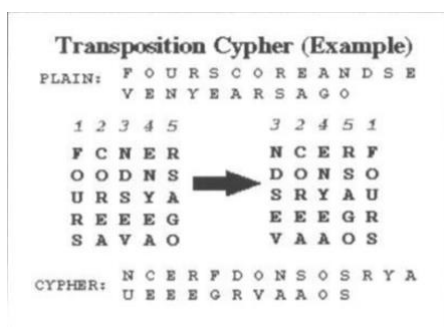 Transposition Cypher (Example)
PLAIN: F O U R S C O R E A N D S E
V E N Y E A R S A G O
1 2 3 4 5 3 2 4 5 1
F C N E R N C E R F
O O D N S D O N S O
U R S Y A S R Y A U
R E E E G E E E G R
S A V A O V A A O S
CYPHER: N C E R F D O N S O S R Y A
U E E E G R V A A O S